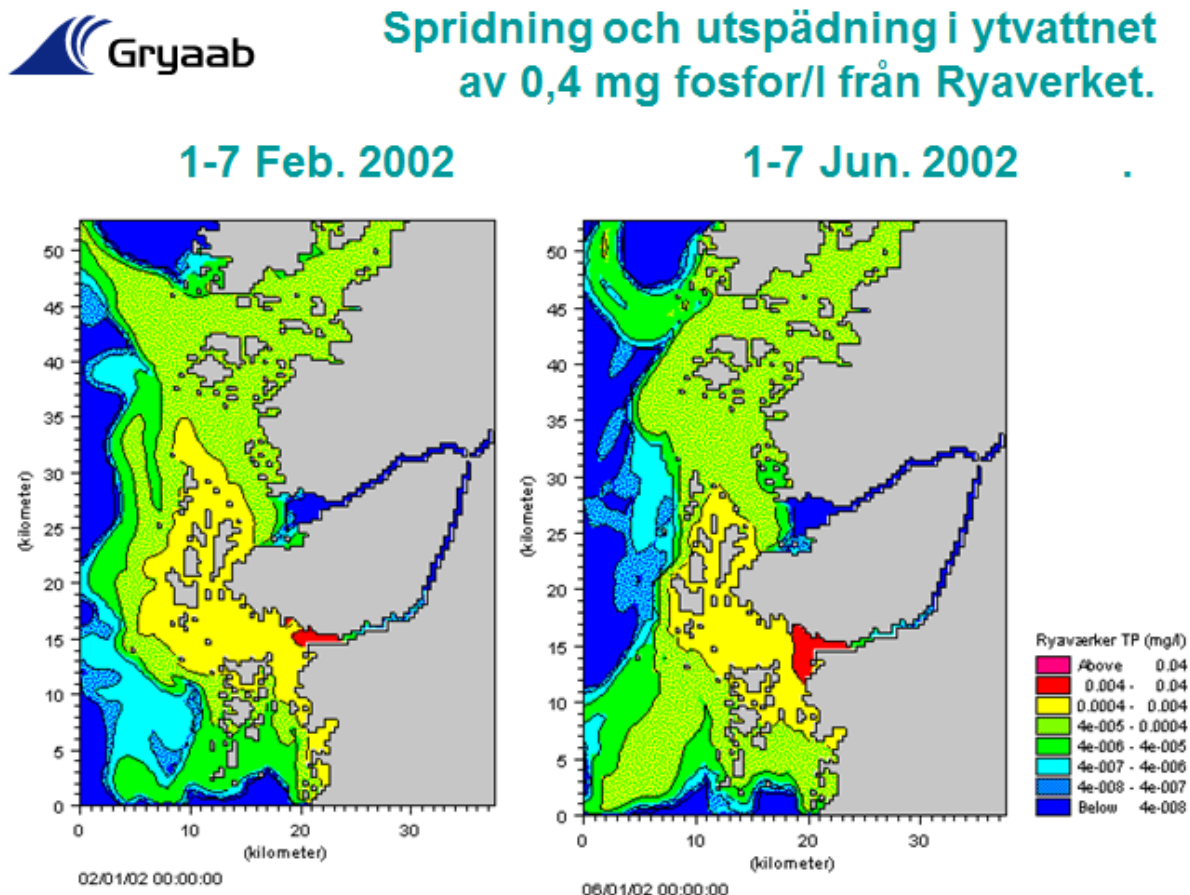 Gryaab
Spridning och utspädning i ytvattnet
av 0,4 mg fosfor/l från Ryaverket.
1-7 Feb. 2002
1-7 Jun. 2002 .
50
45
40
35
30
25
20
15
10
5
0
(kilometer)
0 10 20 30
(kilometer)
02/01/02 00:00:00
50
45
40
35
30
25
20
15
10
5
0
(kilometer)
0 10 20 30
(kilometer)
06/01/02 00:00:00
Ryaværker TP (mg/l)
Above 0.04
0.004 - 0.04
0.0004 - 0.004
4e-005 - 0.0004
4e-006 - 4e-005
4e-007 - 4e-006
4e-008 - 4e-007
Below 4e-008